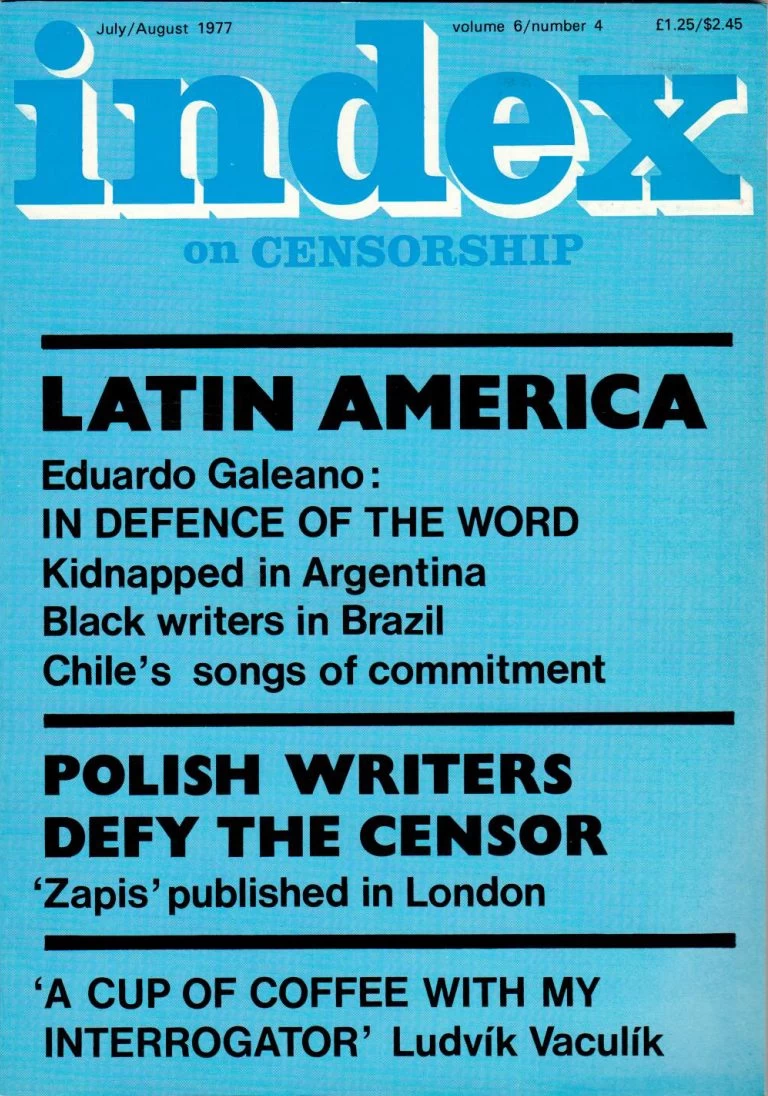 July/August 1977 volume 6/number 4 £1.25/$2.45
index
on CENSORSHIP
LATIN AMERICA
Eduardo Galeano:
IN DEFENCE OF THE WORD
Kidnapped in Argentina
Black writers in Brazil
Chile's songs of commitment
POLISH WRITERS
DEFY THE CENSOR
‘Zapis’ published in London
‘A CUP OF COFFEE WITH MY
INTERROGATOR’ Ludvík Vaculík